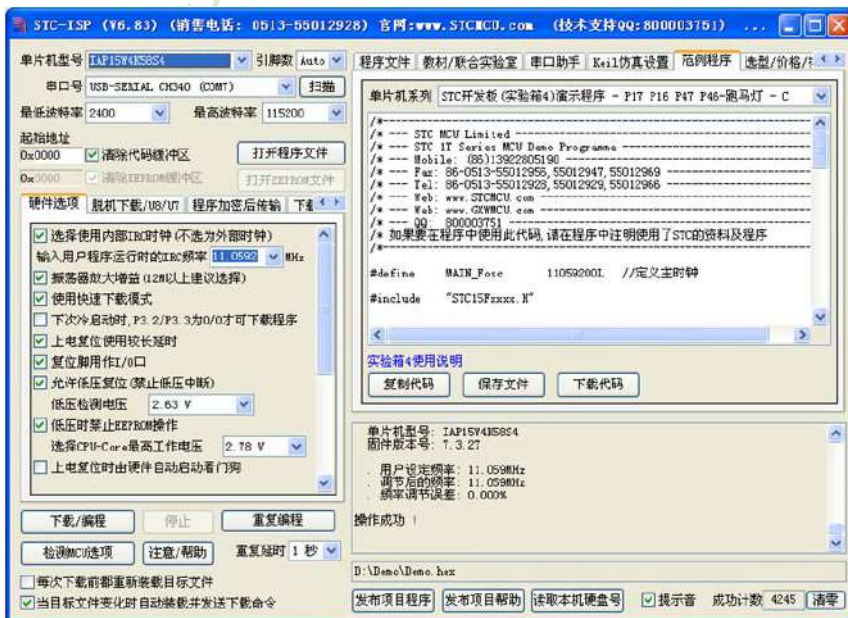 STC-ISP (V6.83) (销售电话: 0513-55012928) 官网:www.STCMCU.com (技术支持QQ:800003751) ...
单片机型号 IAP15W4K58S4 引脚数 Auto
串口号 USB-SERIAL CH340 (COM7) 扫描
最低波特率 2400 最高波特率 115200
起始地址
0x0000 清除代码缓冲区 打开程序文件
0x0000 清除EEPROM缓冲区 打开EEPROM文件
硬件选项 脱机下载/U8/U7 程序加密后传输
选择使用内部IRC时钟(不选为外部时钟)
输入用户程序运行时的IRC频率 11.0592 MHz
振荡器放大增益(12M以上建议选择)
使用快速下载模式
下次冷启动时,P3.2/P3.3为0/0才可下载程序
上电复位使用较长延时
复位脚用作I/O口
允许低压复位(禁止低压中断)
低压检测电压 2.63 V
低压时禁止EEPROM操作
选择CPU-Core最高工作电压 2.78 V
上电复位时由硬件自动启动看门狗
下载/编程 停止 重复编程
检测MCU选项 注意/帮助 重复延时 1 秒
每次下载前都重新装载目标文件
当目标文件变化时自动装载并发送下载命令
程序文件 教材/联合实验室 串口助手 Keil仿真设置 范例程序 选型/价格/
单片机系列 STC开发板(实验箱4)演示程序 - P17 P16 P47 P46-跑马灯 - C
/*---------------------------------------------------------------------
/* --- STC MCU Limited ------------------------------------------------
/* --- STC 1T Series MCU Demo Programme -------------------------------
/* --- Mobile: (86)13922805190 ----------------------------------------
/* --- Fax: 86-0513-55012956,55012947,55012969 ------------------------
/* --- Tel: 86-0513-55012928,55012929,55012966 ------------------------
/* --- Web: www.STCMCU.com --------------------------------------------
/* --- Web: www.GXWMCU.com --------------------------------------------
/* --- QQ: 800003751 --------------------------------------------------
/* 如果要在程序中使用此代码,请在程序中注明使用了STC的资料及程序
/*---------------------------------------------------------------------
#define MAIN_Fosc 11059200L //定义主时钟
#include "STC15Fxxxx.H"
实验箱4使用说明
复制代码 保存文件 下载代码
单片机型号: IAP15W4K58S4
固件版本号: 7.3.27
. 用户设定频率: 11.059MHz
. 调节后的频率: 11.059MHz
. 频率调节误差: 0.000%
操作成功 !
D:\Demo\Demo.hex
发布项目程序 发布项目帮助 读取本机硬盘号 提示音 成功计数 4245 清零